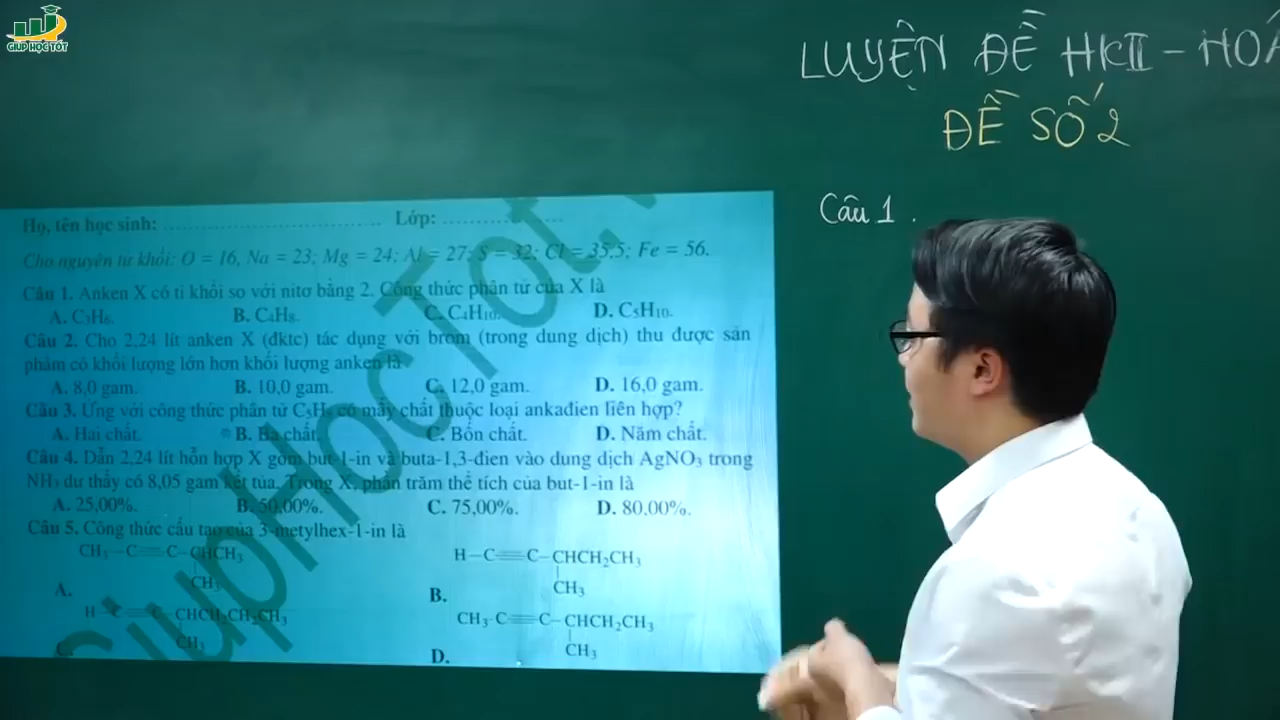 GIUP HỌC TỐT
LUYỆN ĐỀ HKII - HOÁ
ĐỀ SỐ 2
Câu 1.
Họ, tên học sinh: ................................ Lớp: ..................
Cho nguyên tử khối: O = 16, Na = 23; Mg = 24; Al = 27; S = 32; Cl = 35,5; Fe = 56.
Câu 1. Anken X có tỉ khối so với nitơ bằng 2. Công thức phân tử của X là
A. C₃H₆. B. C₄H₈. C. C₄H₁₀. D. C₅H₁₀.
Câu 2. Cho 2,24 lít anken X (đktc) tác dụng với brom (trong dung dịch) thu được sản
phẩm có khối lượng lớn hơn khối lượng anken là
A. 8,0 gam. B. 10,0 gam. C. 12,0 gam. D. 16,0 gam.
Câu 3. Ứng với công thức phân tử C₅H₈ có mấy chất thuộc loại ankađien liên hợp?
A. Hai chất. B. Ba chất. C. Bốn chất. D. Năm chất.
Câu 4. Dẫn 2,24 lít hỗn hợp X gồm but-1-in và buta-1,3-đien vào dung dịch AgNO₃ trong
NH₃ dư thấy có 8,05 gam kết tủa. Trong X, phần trăm thể tích của but-1-in là
A. 25,00%. B. 50,00%. C. 75,00%. D. 80,00%.
Câu 5. Công thức cấu tạo của 3-metylhex-1-in là
CH₃-C≡C-CHCH₃
CH₃
A.
H-C≡C-CHCH₂CH₃
CH₃
B.
H-C≡C-CHCH₂CH₂CH₃
CH₃
C.
CH₃-C≡C-CHCH₂CH₃
CH₃
D.
GiupHocTot.